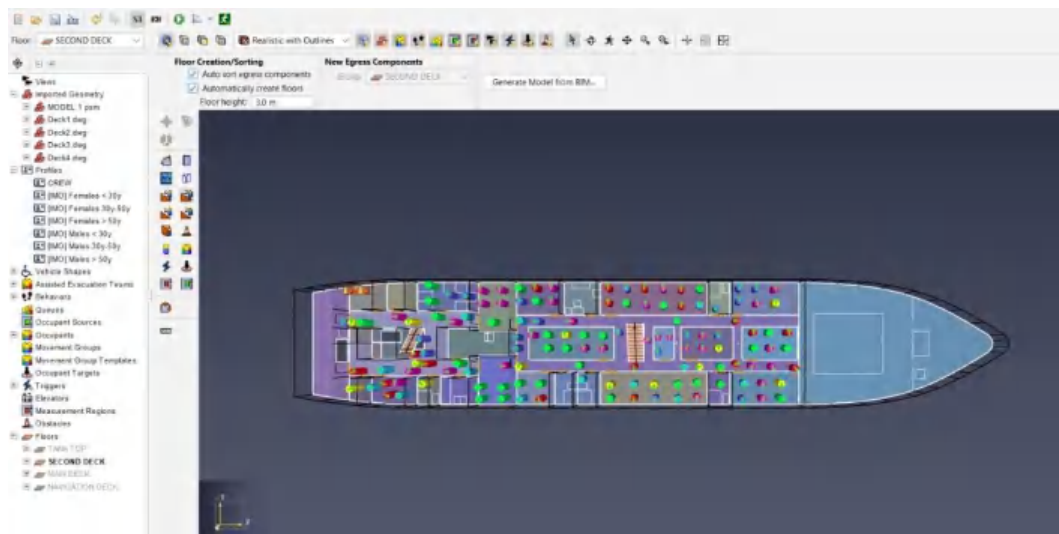 Floor: SECOND DECK
Realistic with Outlines
Floor Creation/Sorting
Auto sort egress components
Automatically create floors
Floor height: 3.0 m
New Egress Components
Group: SECOND DECK
Generate Model from BIM...
Views
Imported Geometry
MODEL 1 psm
Deck1 dwg
Deck2 dwg
Deck3 dwg
Deck4 dwg
Profiles
CREW
[IMO] Females < 30y
[IMO] Females 30y-50y
[IMO] Females > 50y
[IMO] Males < 30y
[IMO] Males 30y-50y
[IMO] Males > 50y
Vehicle Shapes
Assisted Evacuation Teams
Behaviors
Queues
Occupant Sources
Occupants
Movement Groups
Movement Group Templates
Occupant Targets
Triggers
Elevators
Measurement Regions
Obstacles
Floors
TANK TOP
SECOND DECK
MAIN DECK
NAVIGATION DECK